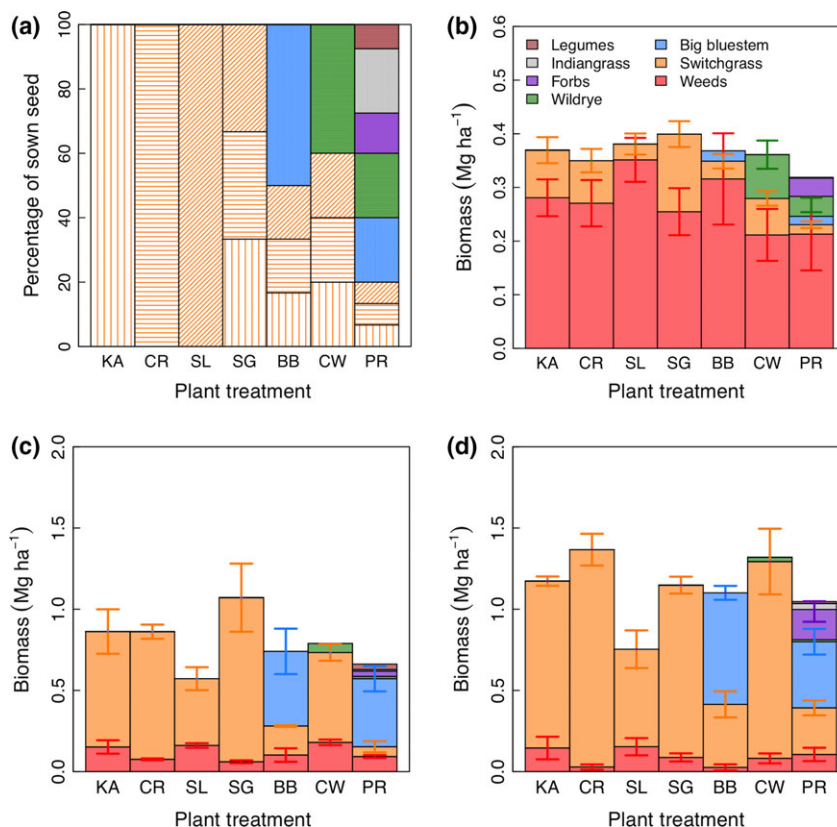 (a)
Percentage of sown seed
100
80
60
40
20
0
KA CR SL SG BB CW PR
Plant treatment
(b)
Biomass (Mg ha⁻¹)
0.6
0.5
0.4
0.3
0.2
0.1
0.0
Legumes
Indiangrass
Forbs
Wildrye
Big bluestem
Switchgrass
Weeds
KA CR SL SG BB CW PR
Plant treatment
(c)
Biomass (Mg ha⁻¹)
2.0
1.5
1.0
0.5
0.0
KA CR SL SG BB CW PR
Plant treatment
(d)
Biomass (Mg ha⁻¹)
2.0
1.5
1.0
0.5
0.0
KA CR SL SG BB CW PR
Plant treatment